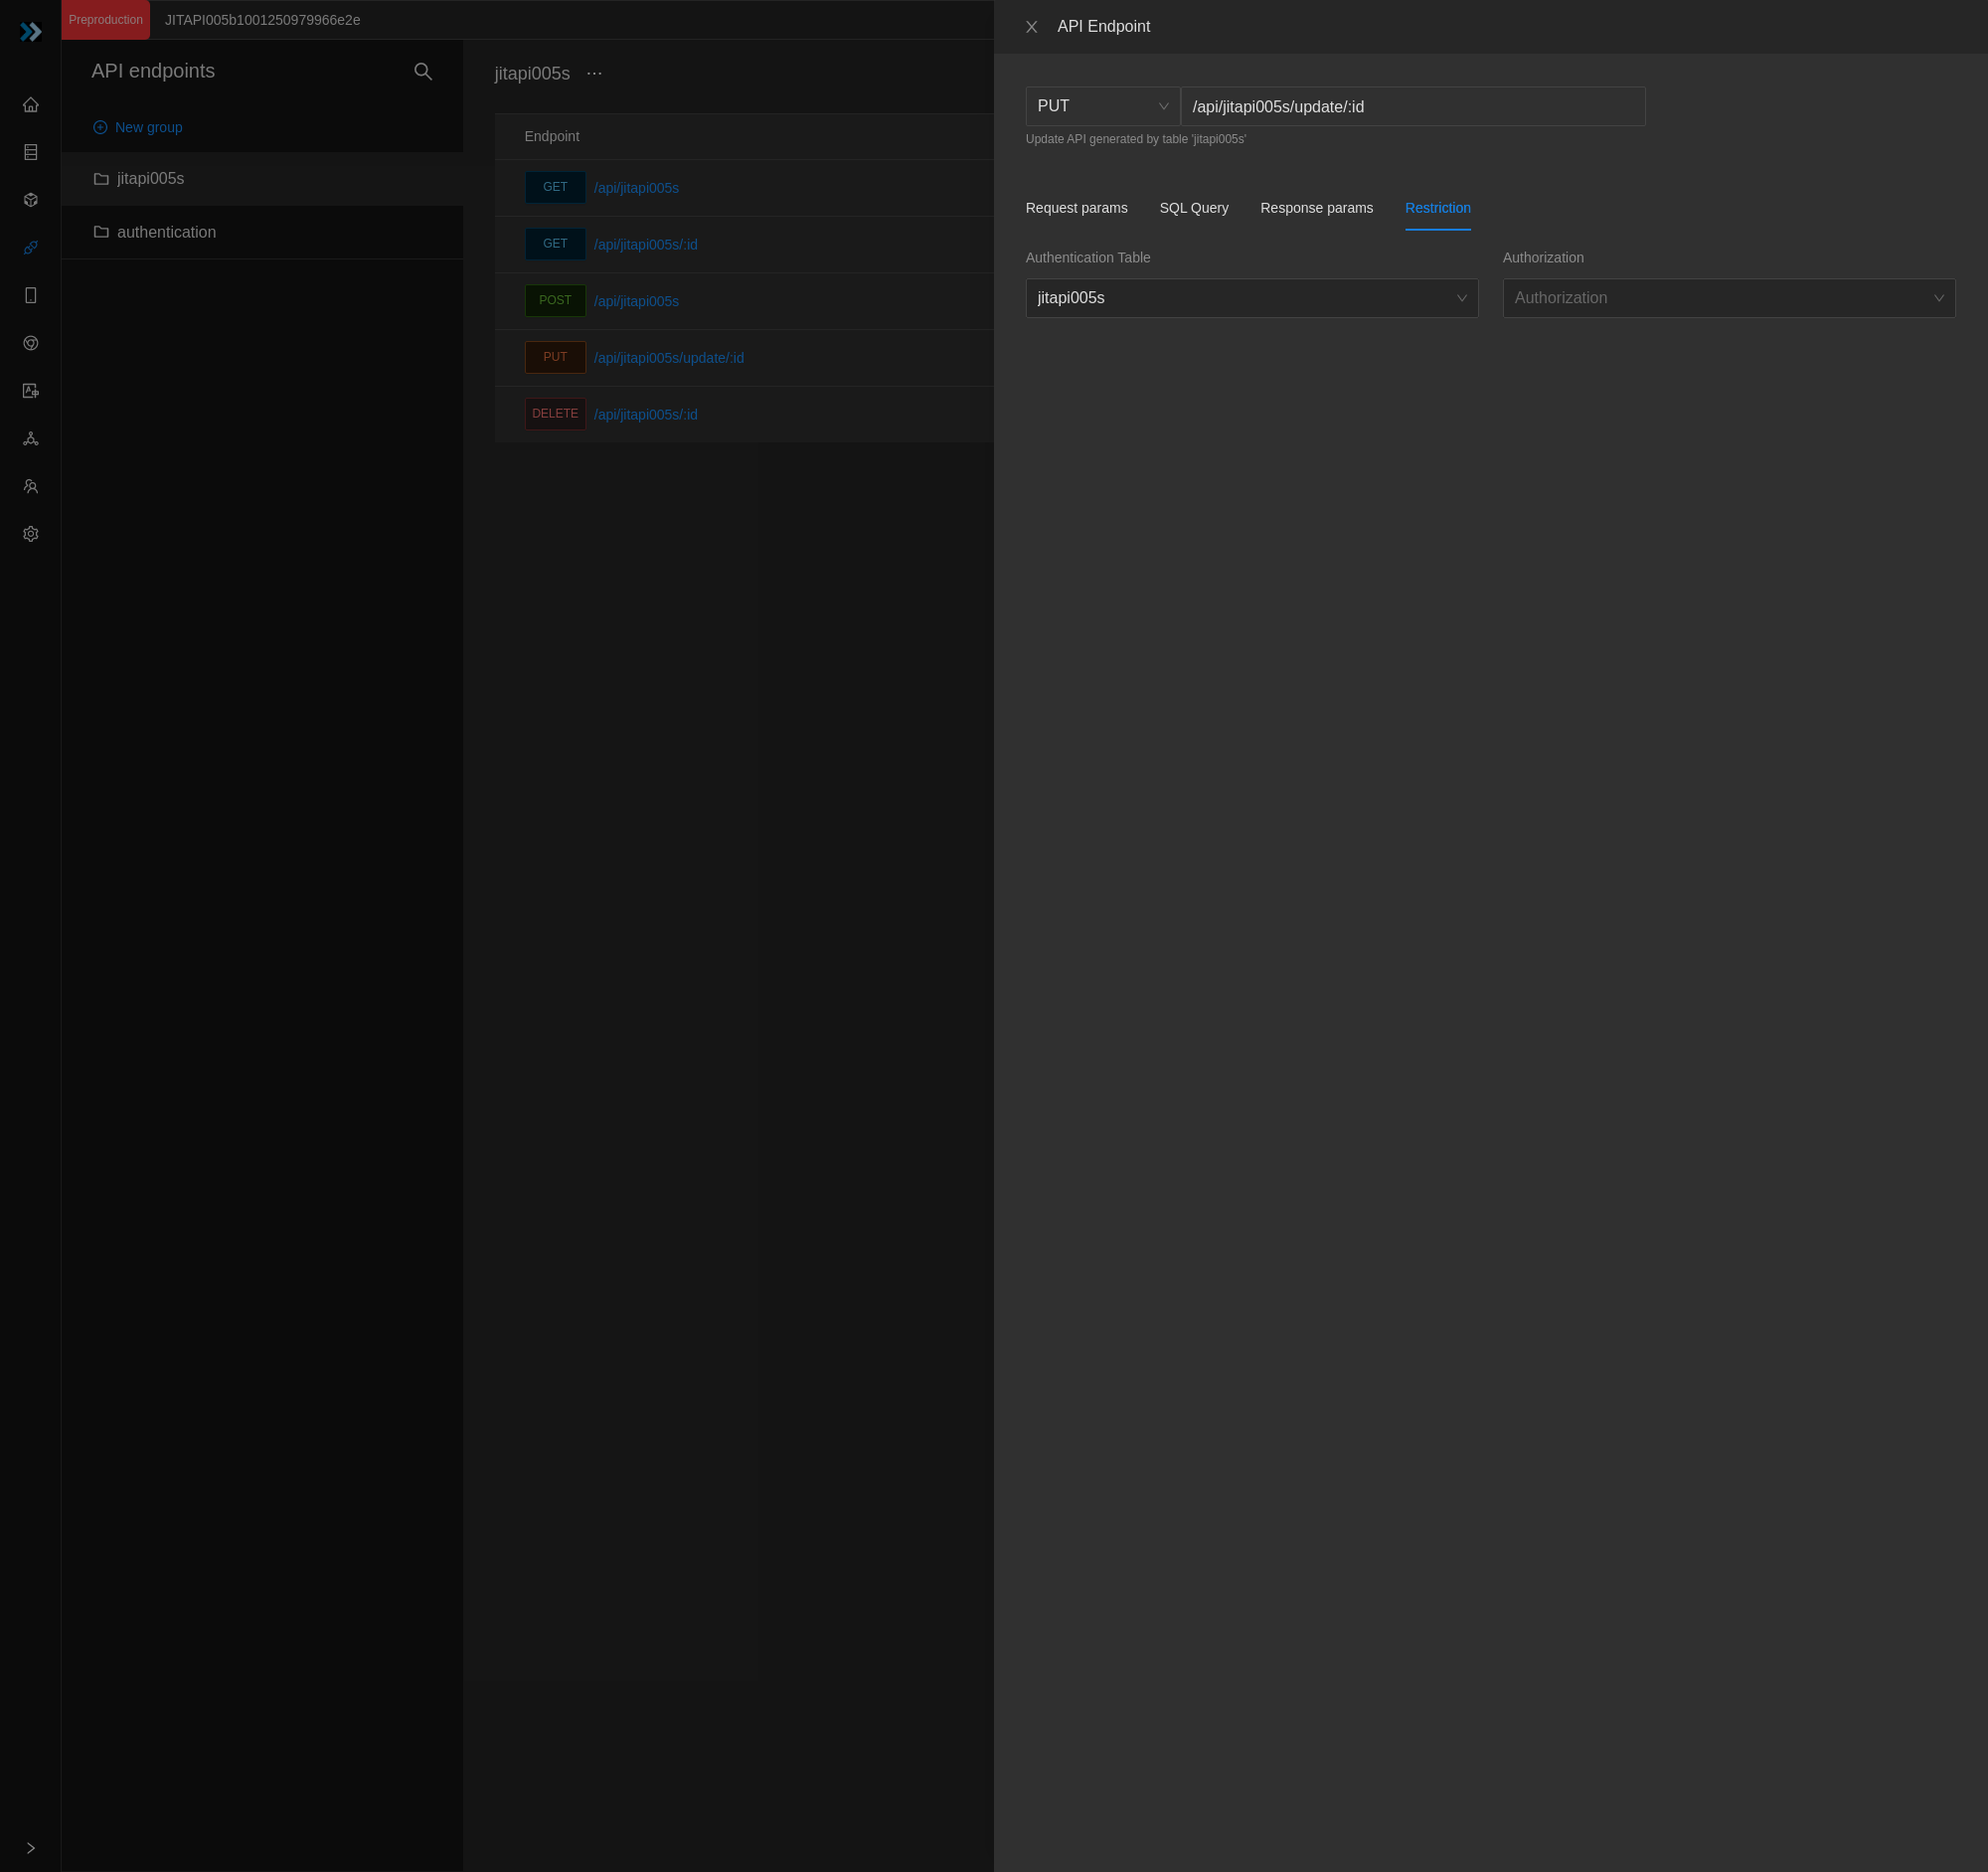 Preproduction
JITAPI005b1001250979966e2e
API endpoints
New group
jitapi005s
authentication
jitapi005s ...
Endpoint
GET /api/jitapi005s
GET /api/jitapi005s/:id
POST /api/jitapi005s
PUT /api/jitapi005s/update/:id
DELETE /api/jitapi005s/:id
API Endpoint
PUT /api/jitapi005s/update/:id
Update API generated by table 'jitapi005s'
Request params SQL Query Response params Restriction
Authentication Table Authorization
jitapi005s Authorization